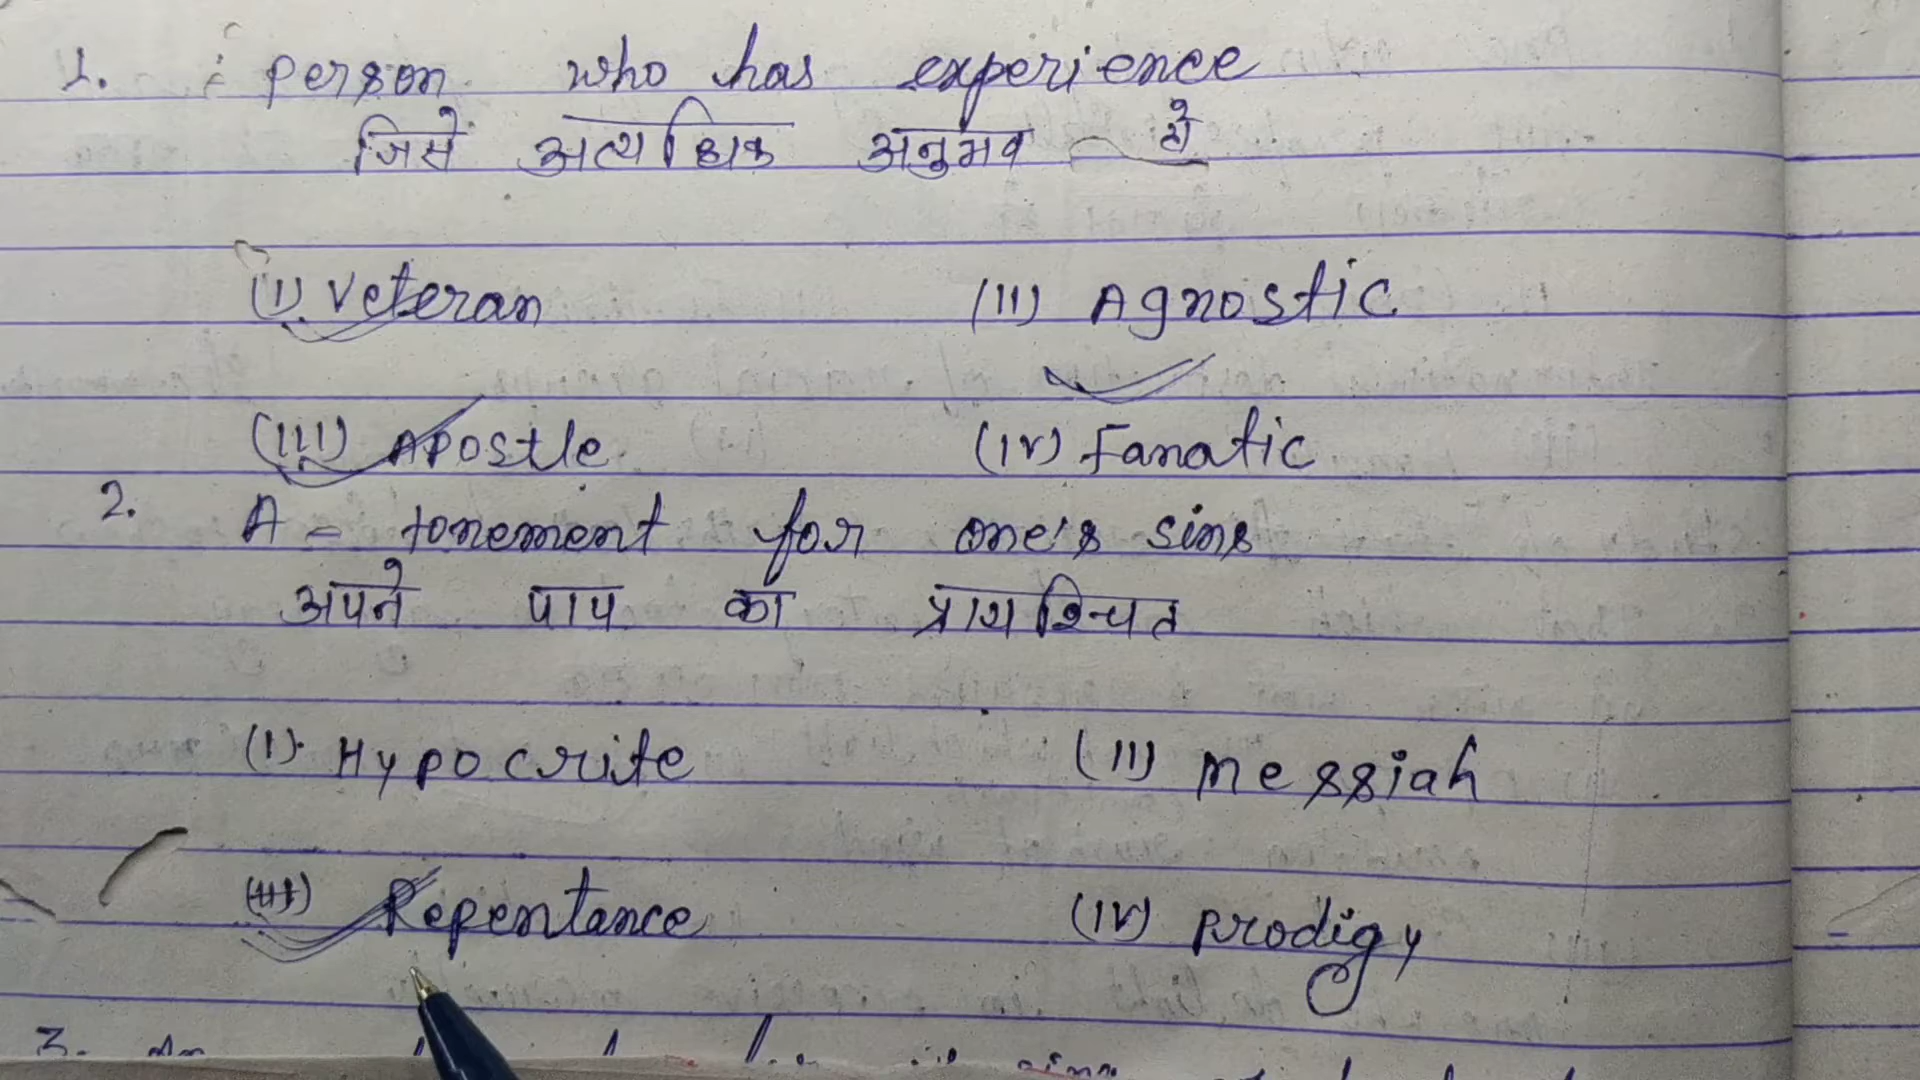 1. person who has experience
जिसे अत्यधिक अनुभव हो
(I) Veteran (II) Agnostic
(III) Apostle (IV) Fanatic
2. A - tonement for one's sins
अपने पाप का प्रायश्चित
(I). Hypocrite (II) Messiah
(III) Repentance (IV) Prodigy
3.